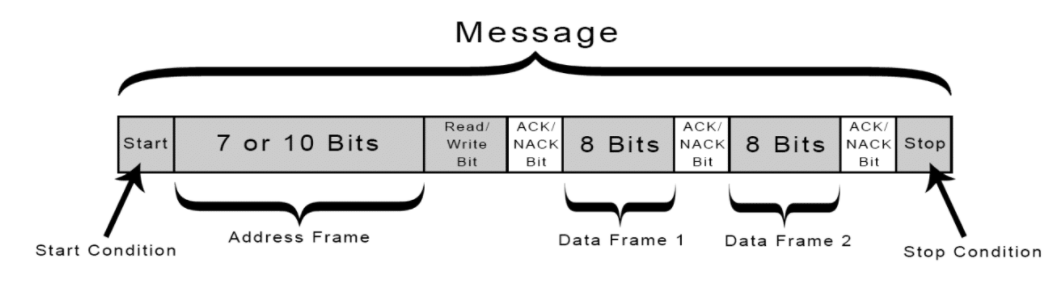 Message
Start
7 or 10 Bits
Read/
Write
Bit
ACK/
NACK
Bit
8 Bits
ACK/
NACK
Bit
8 Bits
ACK/
NACK
Bit
Stop
Start Condition
Address Frame
Data Frame 1
Data Frame 2
Stop Condition